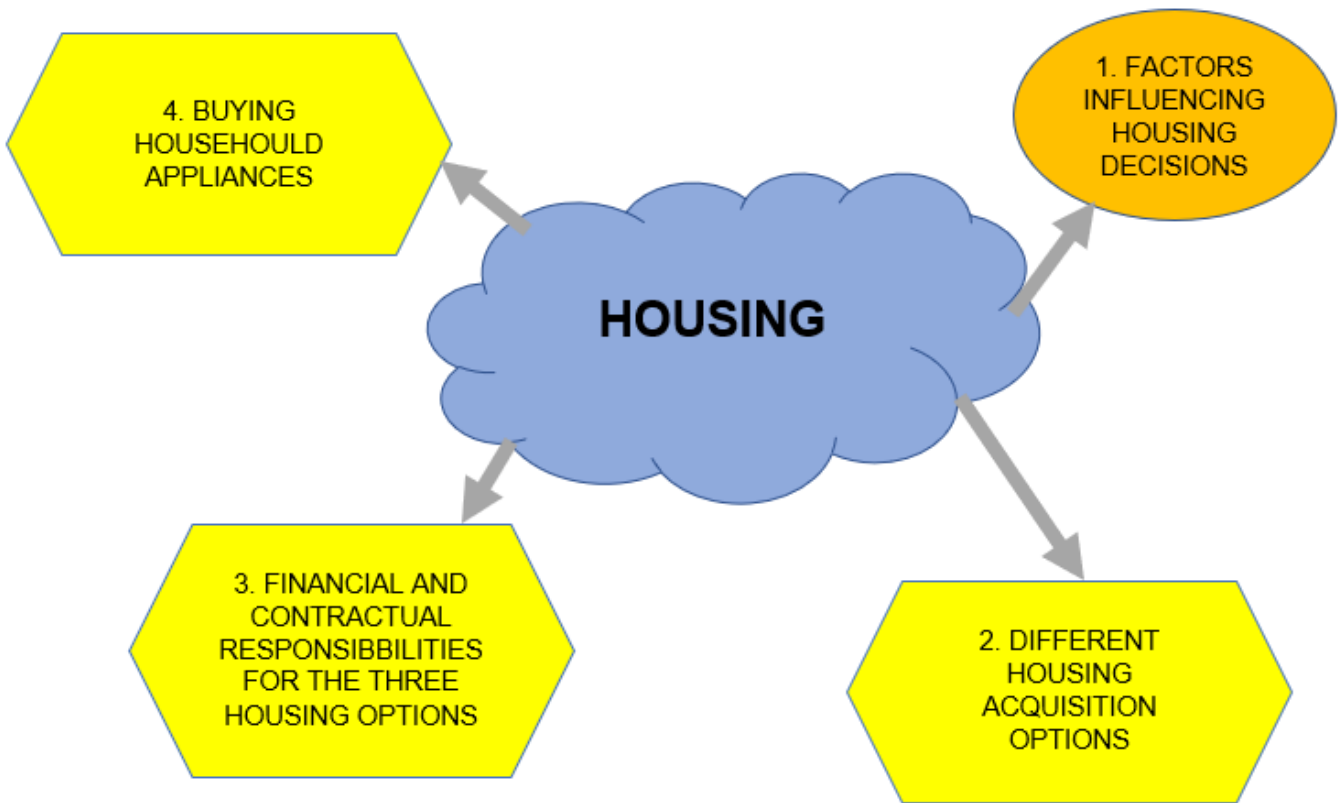 4. BUYING
HOUSEHOULD
APPLIANCES
1. FACTORS
INFLUENCING
HOUSING
DECISIONS
HOUSING
3. FINANCIAL AND
CONTRACTUAL
RESPONSIBBILITIES
FOR THE THREE
HOUSING OPTIONS
2. DIFFERENT
HOUSING
ACQUISITION
OPTIONS